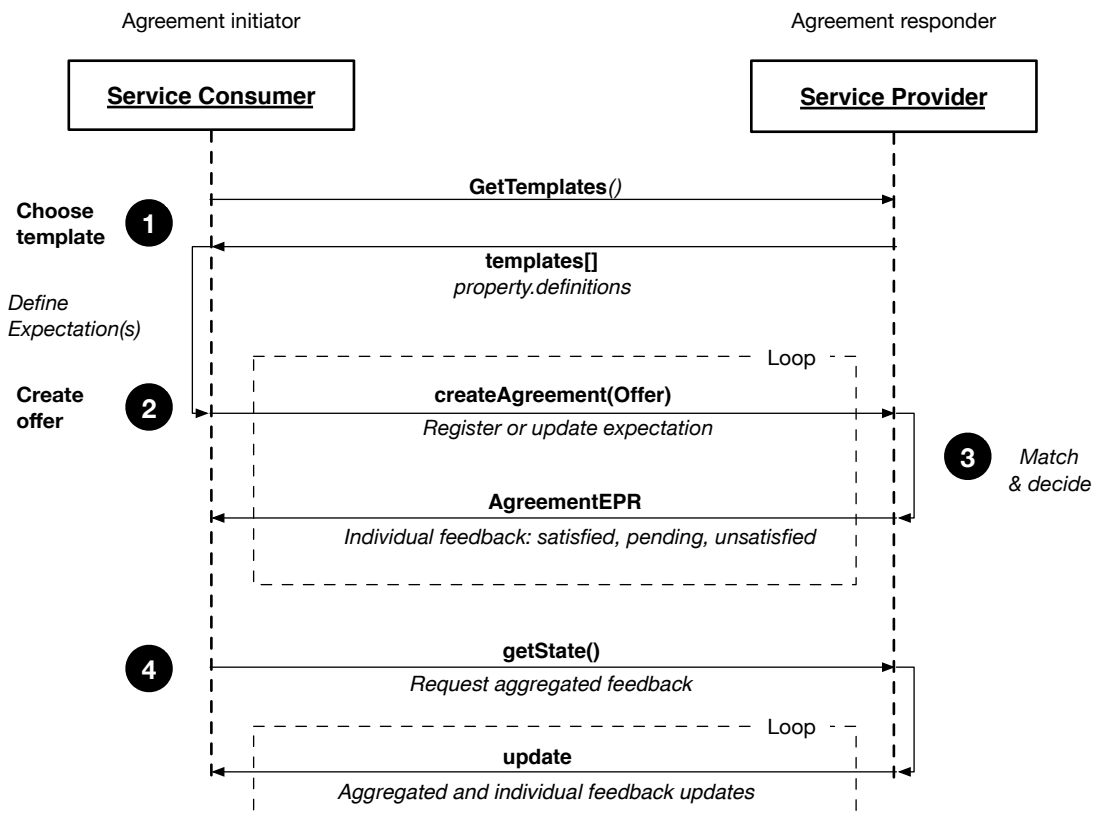 Agreement initiator
Agreement responder
Service Consumer
Service Provider
GetTemplates()
Choose
template
1
templates[]
property.definitions
Define
Expectation(s)
Loop
Create
offer
2
createAgreement(Offer)
Register or update expectation
3
Match
& decide
AgreementEPR
Individual feedback: satisfied, pending, unsatisfied
4
getState()
Request aggregated feedback
Loop
update
Aggregated and individual feedback updates